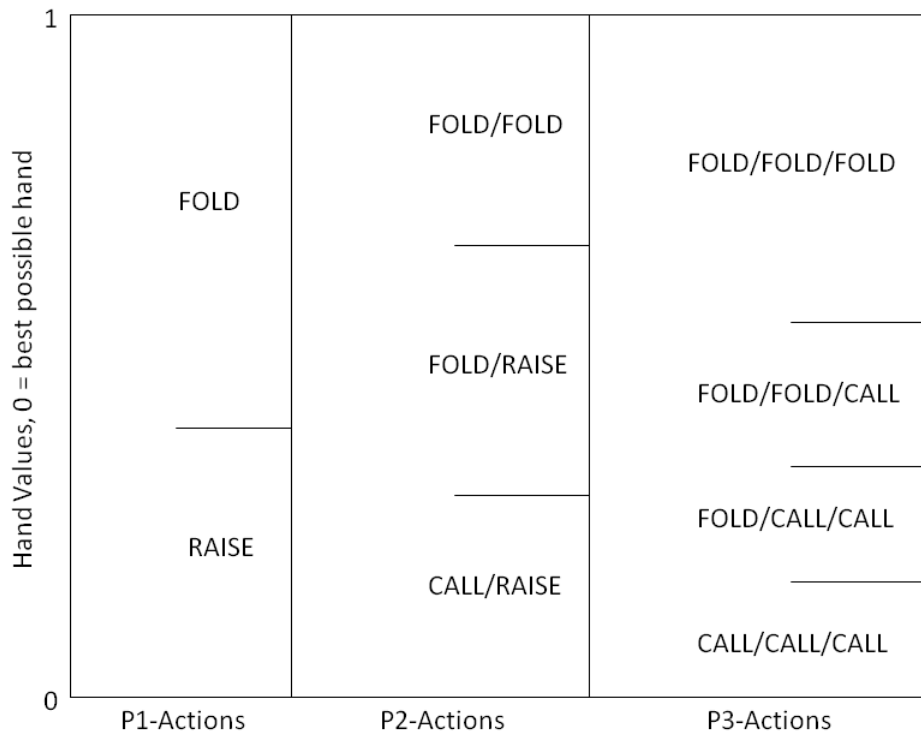 1
Hand Values, 0 = best possible hand
0
FOLD
RAISE
P1-Actions
FOLD/FOLD
FOLD/RAISE
CALL/RAISE
P2-Actions
FOLD/FOLD/FOLD
FOLD/FOLD/CALL
FOLD/CALL/CALL
CALL/CALL/CALL
P3-Actions